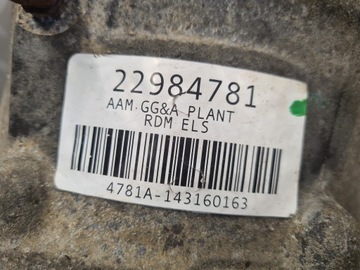 22984781
AAM GG&A PLANT
RDM ELS
4781A-143160163